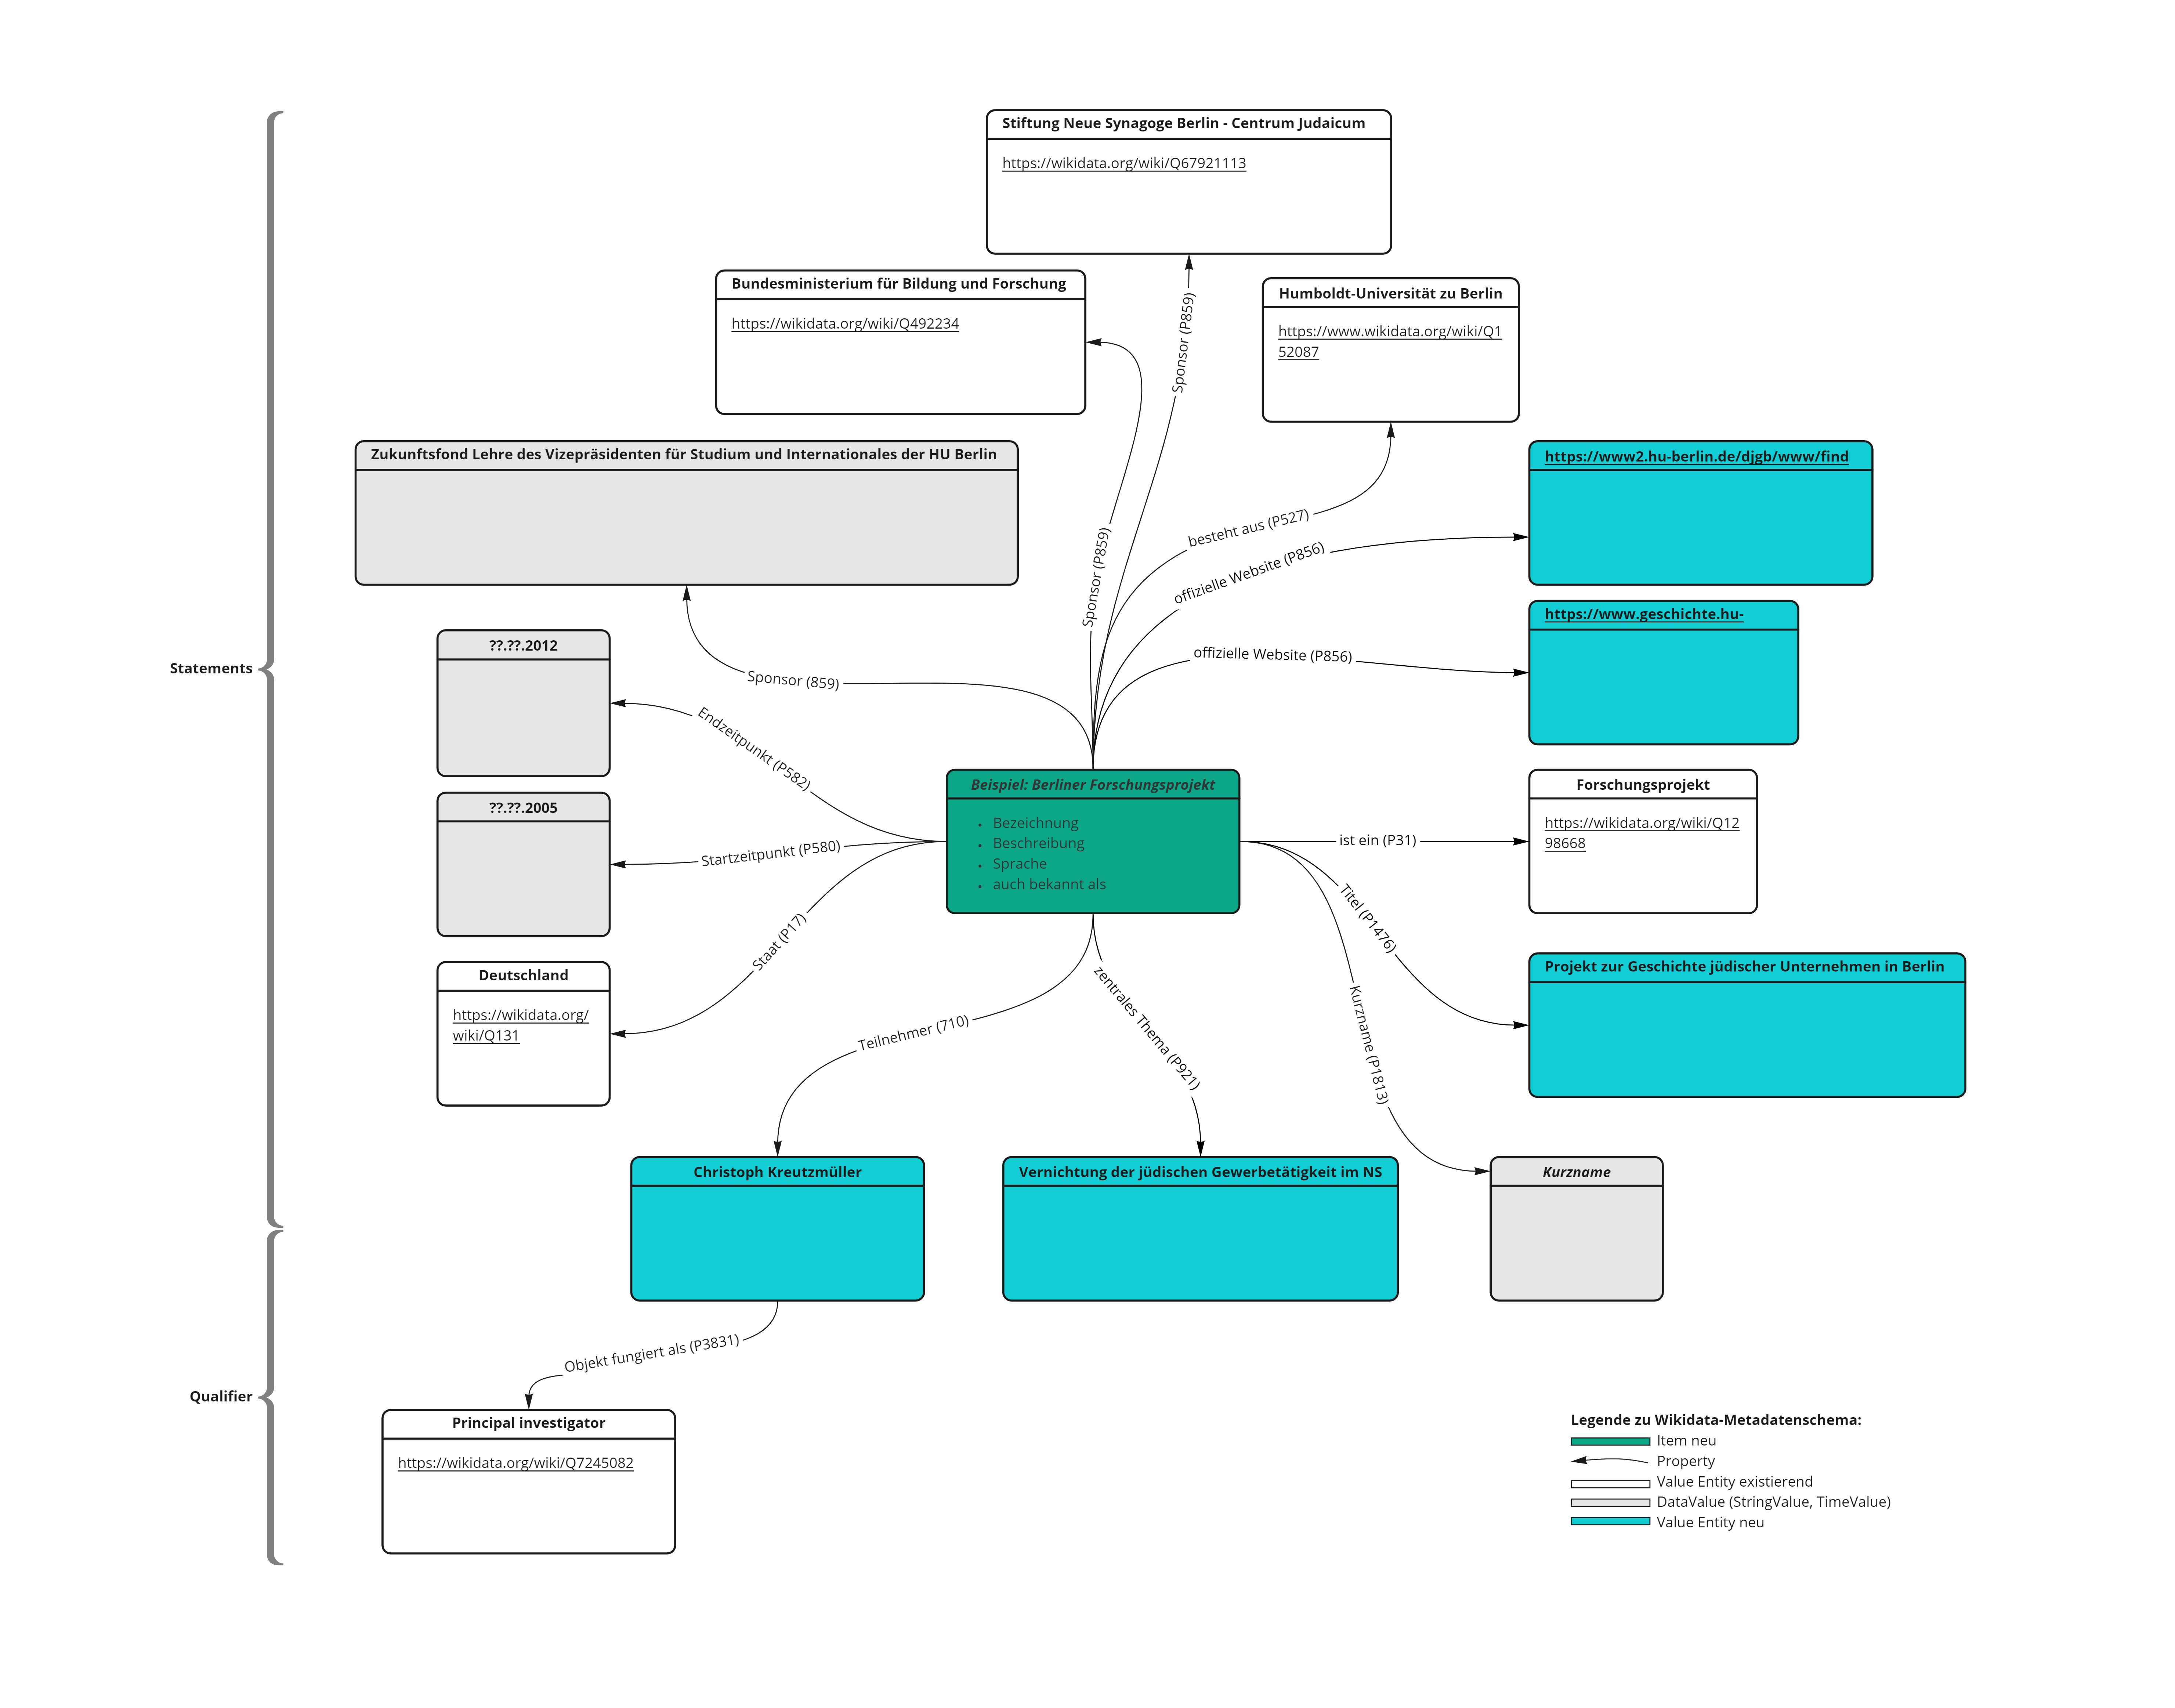 Stiftung Neue Synagoge Berlin - Centrum Judaicum
https://wikidata.org/wiki/Q67921113
Bundesministerium für Bildung und Forschung
https://wikidata.org/wiki/Q492234
Sponsor (P859)
Humboldt-Universität zu Berlin
https://www.wikidata.org/wiki/Q1
52087
Zukunftsfond Lehre des Vizepräsidenten für Studium und Internationales der HU Berlin
https://www2.hu-berlin.de/djgb/www/find
besteht aus (P527)
Sponsor (P859)
offizielle Website (P856)
https://www.geschichte.hu-
??.??.2012
offizielle Website (P856)
Statements
Sponsor (859)
Endzeitpunkt (P582)
Beispiel: Berliner Forschungsprojekt
• Bezeichnung
• Beschreibung
• Sprache
• auch bekannt als
Forschungsprojekt
https://wikidata.org/wiki/Q12
98668
ist ein (P31)
??.??.2005
Startzeitpunkt (P580)
Titel (P1476)
Staat (P17)
Deutschland
https://wikidata.org/
wiki/Q131
Projekt zur Geschichte jüdischer Unternehmen in Berlin
Teilnehmer (710)
zentrales Thema (P921)
Kurzname (P1813)
Christoph Kreutzmüller
Vernichtung der jüdischen Gewerbetätigkeit im NS
Kurzname
Objekt fungiert als (P3831)
Qualifier
Principal investigator
https://wikidata.org/wiki/Q7245082
Legende zu Wikidata-Metadatenschema:
Item neu
Property
Value Entity existierend
DataValue (StringValue, TimeValue)
Value Entity neu